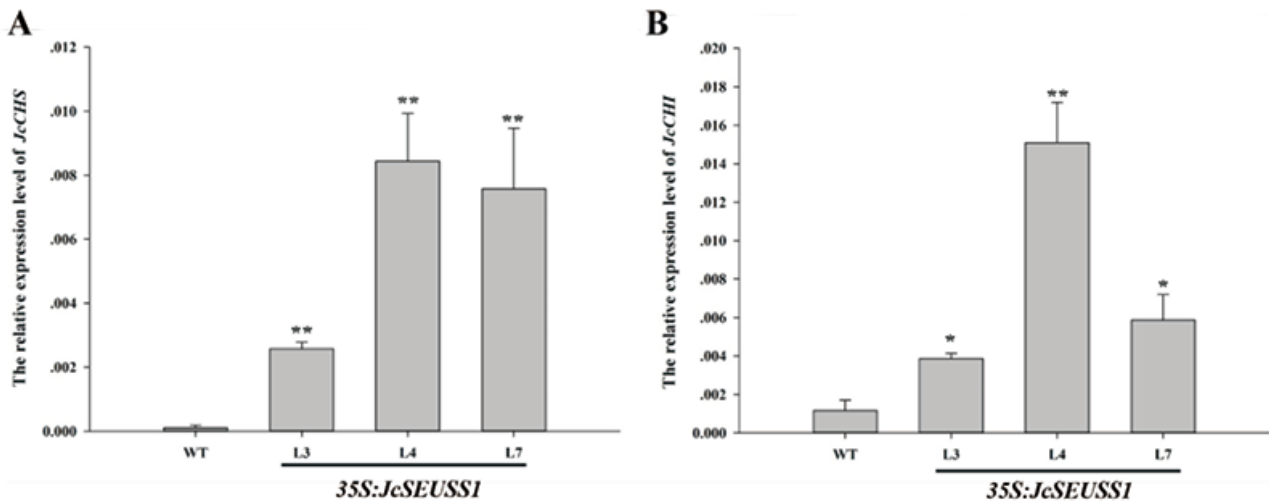 A
The relative expression level of JcCHS
.012
.010
.008
.006
.004
.002
0.000
**
**
**
WT
L3
L4
L7
35S:JcSEUSS1
B
The relative expression level of JcCHI
.020
.018
.016
.014
.012
.010
.008
.006
.004
.002
0.000
*
**
*
WT
L3
L4
L7
35S:JcSEUSS1